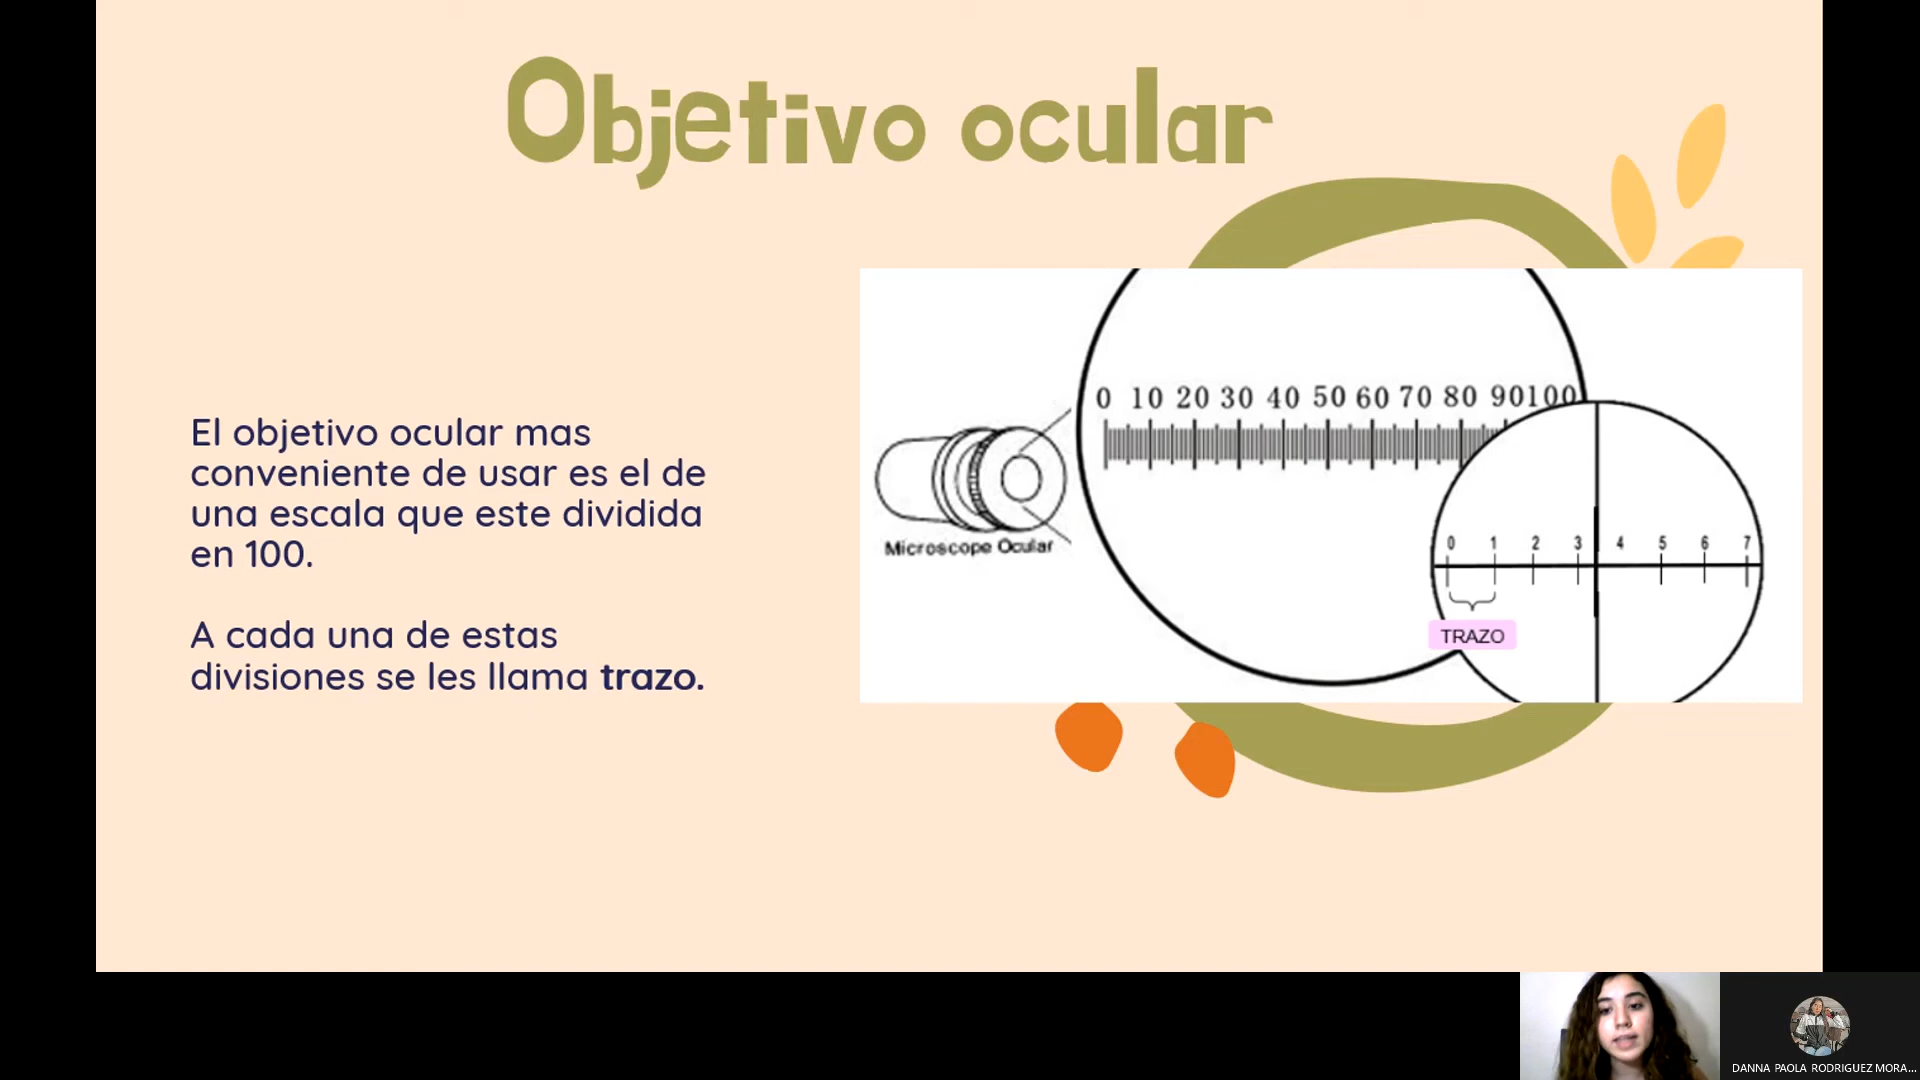 Objetivo ocular
El objetivo ocular mas
conveniente de usar es el de
una escala que este dividida
en 100.
A cada una de estas
divisiones se les llama trazo.
0 10 20 30 40 50 60 70 80 90 100
Microscope Ocular
0 1 2 3 4 5 6 7
TRAZO
DANNA PAOLA RODRIGUEZ MORA...